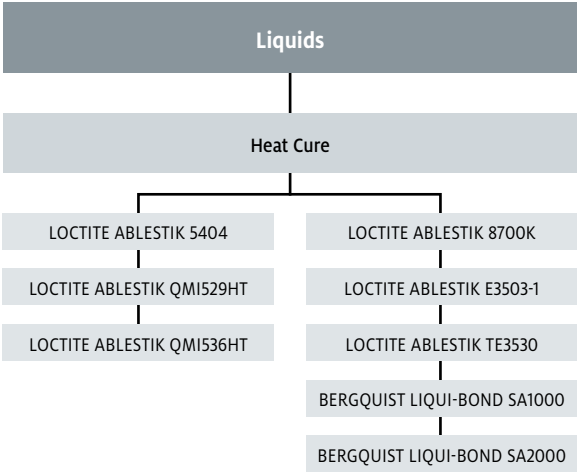 Liquids
Heat Cure
LOCTITE ABLESTIK 5404
LOCTITE ABLESTIK QMI529HT
LOCTITE ABLESTIK QMI536HT
LOCTITE ABLESTIK 8700K
LOCTITE ABLESTIK E3503-1
LOCTITE ABLESTIK TE3530
BERGQUIST LIQUI-BOND SA1000
BERGQUIST LIQUI-BOND SA2000